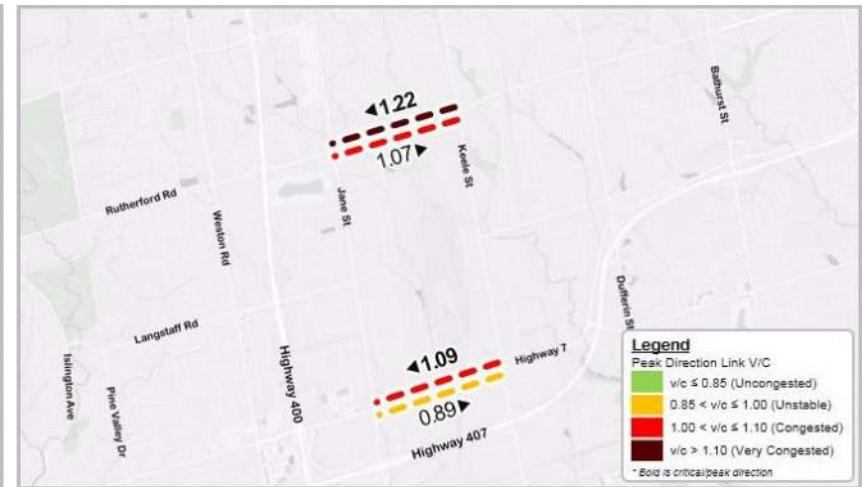 ◄1.22
1.07►
Bathurst St
Keele St
Rutherford Rd
Jane St
Weston Rd
Langstaff Rd
Dufferin St
Highway 400
Highway 7
◄1.09
0.89►
Islington Ave
Pine Valley Dr
Highway 407
Legend
Peak Direction Link V/C
v/c ≤ 0.85 (Uncongested)
0.85 < v/c ≤ 1.00 (Unstable)
1.00 < v/c ≤ 1.10 (Congested)
v/c > 1.10 (Very Congested)
* Bold is critical/peak direction